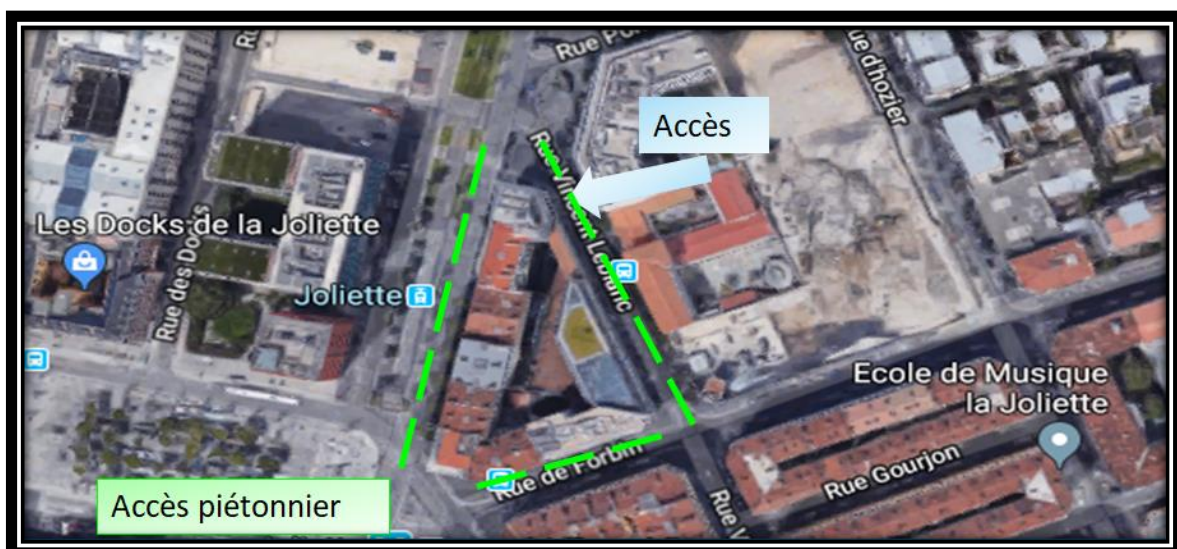 Rue d'hozier
Accès
Rue Vincent Leblanc
Les Docks de la Joliette
Rue des Docks
Joliette
Ecole de Musique
la Joliette
Rue de Forbin
Rue Gourjon
Accès piétonnier